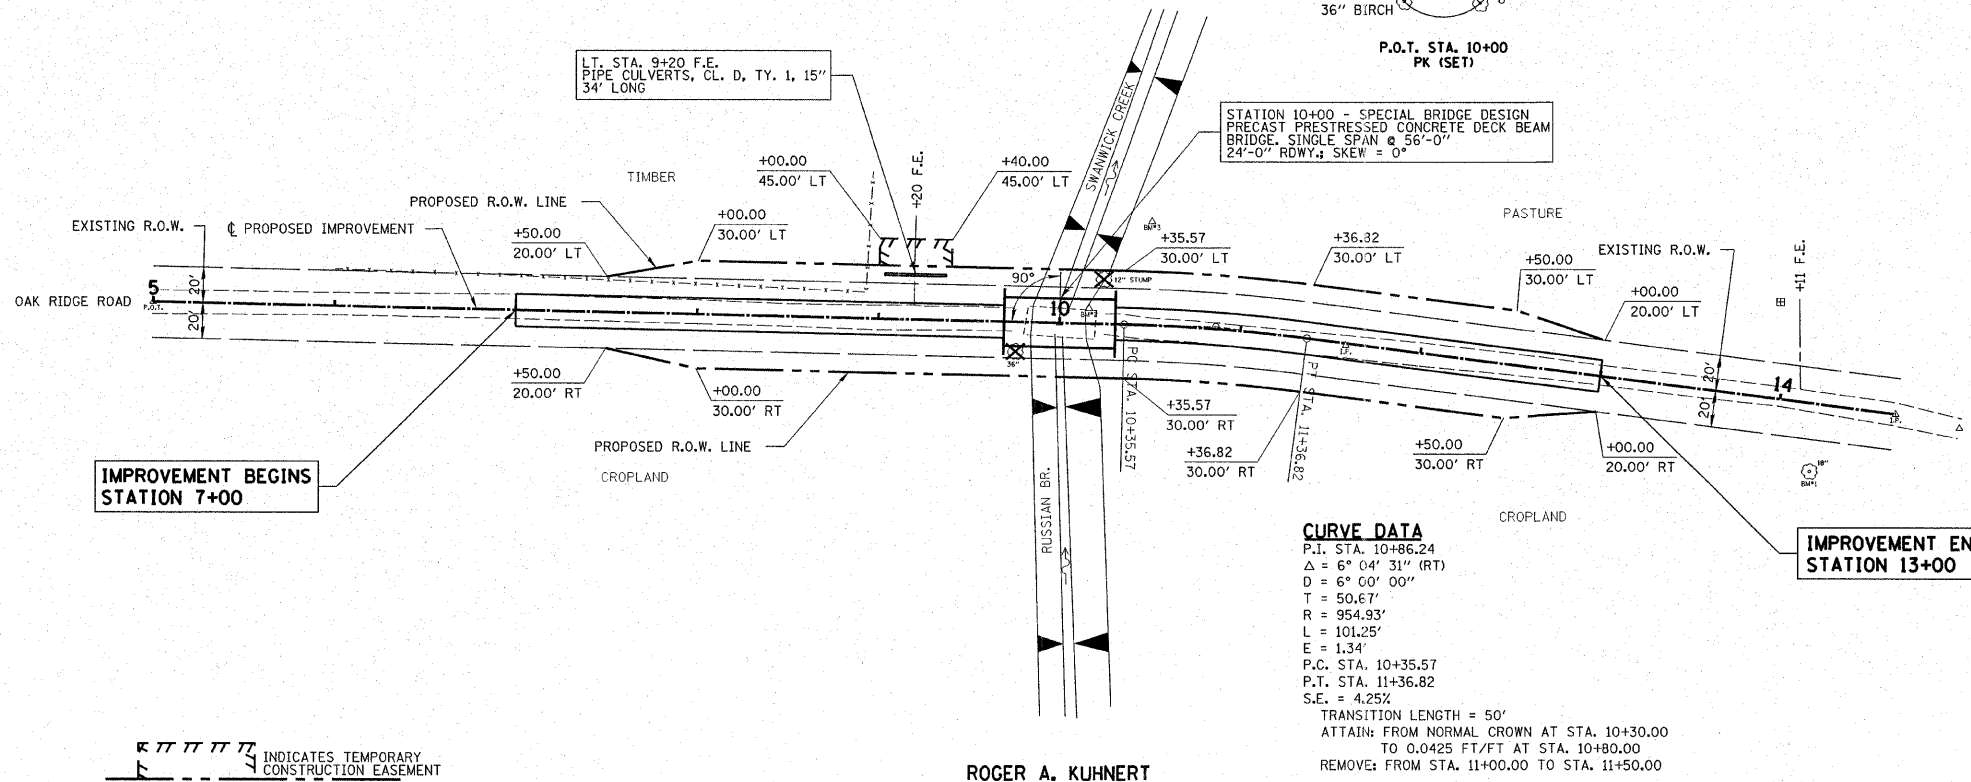 36" BIRCH
P.O.T. STA. 10+00
PK (SET)
LT. STA. 9+20 F.E.
PIPE CULVERTS, CL. D, TY. 1, 15"
34' LONG
STATION 10+00 - SPECIAL BRIDGE DESIGN
PRECAST PRESTRESSED CONCRETE DECK BEAM
BRIDGE. SINGLE SPAN @ 56'-0"
24'-0" RDWY.; SKEW = 0°
SWANWICK CREEK
+00.00
45.00' LT
+20 F.E.
+40.00
45.00' LT
TIMBER
PASTURE
PROPOSED R.O.W. LINE
EXISTING R.O.W.
℄ PROPOSED IMPROVEMENT
+50.00
20.00' LT
+00.00
30.00' LT
BM#3
+35.57
30.00' LT
+36.82
30.00' LT
EXISTING R.O.W.
+50.00
30.00' LT
+11 F.E.
+00.00
20.00' LT
90°
12" STUMP
OAK RIDGE ROAD
5
P.O.T.
20'
20'
10
BM#2
36"
I.F.
20'
20'
14
I.F.
+50.00
20.00' RT
+00.00
30.00' RT
PROPOSED R.O.W. LINE
CROPLAND
PC STA. 10+35.57
PT STA. 11+36.82
+35.57
30.00' RT
+36.82
30.00' RT
+50.00
30.00' RT
+00.00
20.00' RT
18"
BM#1
IMPROVEMENT BEGINS
STATION 7+00
RUSSIAN BR.
CROPLAND
IMPROVEMENT EN
STATION 13+00
CURVE DATA
P.I. STA. 10+86.24
Δ = 6° 04' 31" (RT)
D = 6° 00' 00"
T = 50.67'
R = 954.93'
L = 101.25'
E = 1.34'
P.C. STA. 10+35.57
P.T. STA. 11+36.82
S.E. = 4.25%
TRANSITION LENGTH = 50'
ATTAIN: FROM NORMAL CROWN AT STA. 10+30.00
TO 0.0425 FT/FT AT STA. 10+80.00
REMOVE: FROM STA. 11+00.00 TO STA. 11+50.00
INDICATES TEMPORARY
CONSTRUCTION EASEMENT
ROGER A. KUHNERT